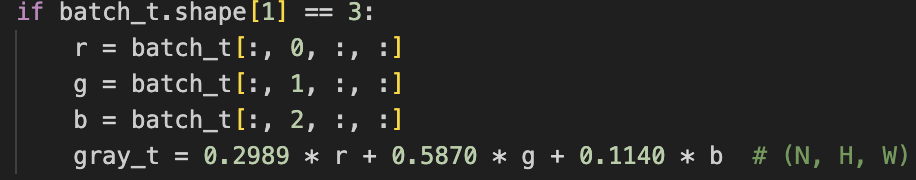 if batch_t.shape[1] == 3:
    r = batch_t[:, 0, :, :]
    g = batch_t[:, 1, :, :]
    b = batch_t[:, 2, :, :]
    gray_t = 0.2989 * r + 0.5870 * g + 0.1140 * b  # (N, H, W)